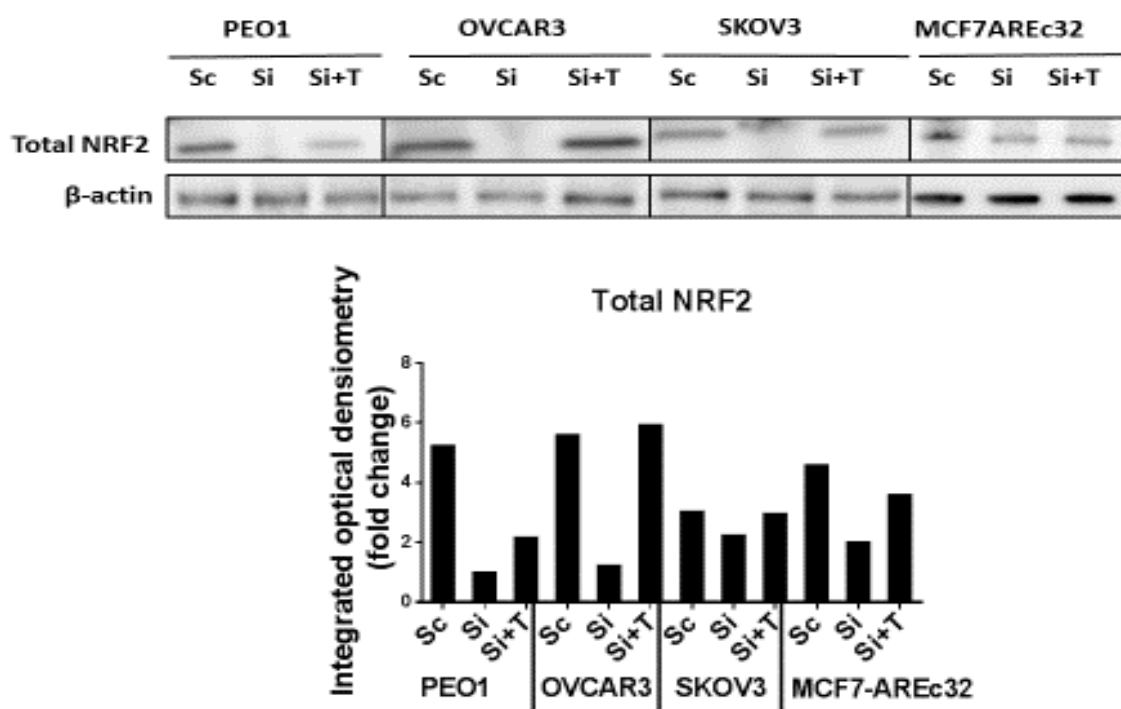 PEO1 OVCAR3 SKOV3 MCF7AREc32
Sc Si Si+T Sc Si Si+T Sc Si Si+T Sc Si Si+T
Total NRF2
β-actin
Total NRF2
Integrated optical densiometry
(fold change)
8
6
4
2
0
Sc Si Si+T Sc Si Si+T Sc Si Si+T Sc Si Si+T
PEO1 OVCAR3 SKOV3 MCF7-AREc32